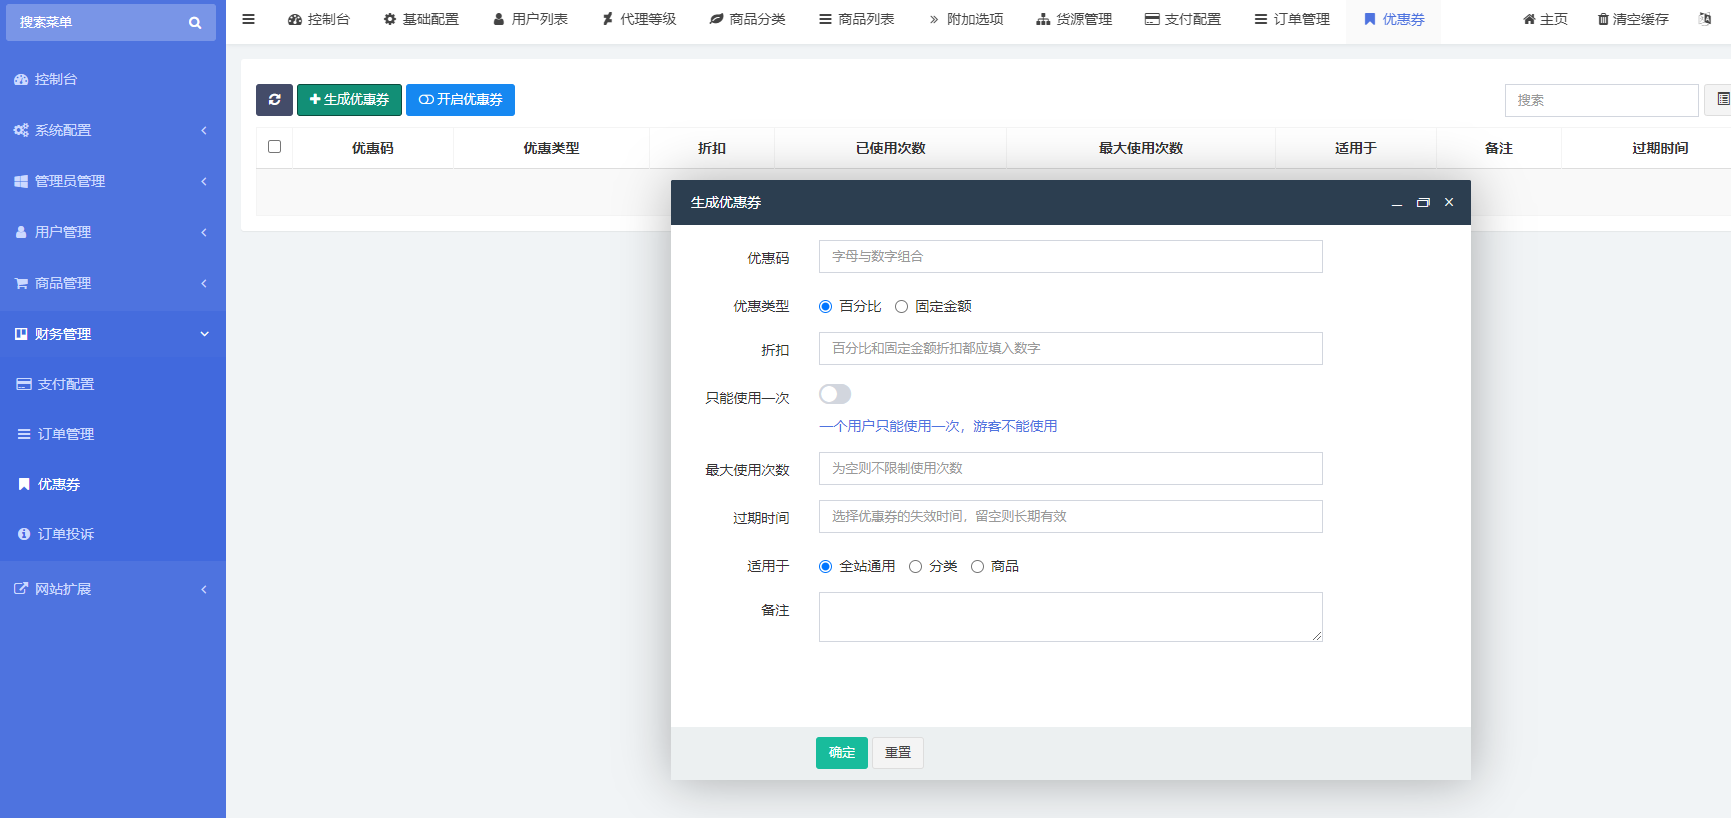 搜索菜单
控制台
系统配置
管理员管理
用户管理
商品管理
财务管理
支付配置
订单管理
优惠券
订单投诉
网站扩展
控制台 基础配置 用户列表 代理等级 商品分类 商品列表 附加选项 货源管理 支付配置 订单管理 优惠券 主页 清空缓存
生成优惠券 开启优惠券 搜索
优惠码 优惠类型 折扣 已使用次数 最大使用次数 适用于 备注 过期时间
生成优惠券
优惠码 字母与数字组合
优惠类型 百分比 固定金额
折扣 百分比和固定金额折扣都应填入数字
只能使用一次
一个用户只能使用一次，游客不能使用
最大使用次数 为空则不限制使用次数
过期时间 选择优惠券的失效时间，留空则长期有效
适用于 全站通用 分类 商品
备注
确定 重置